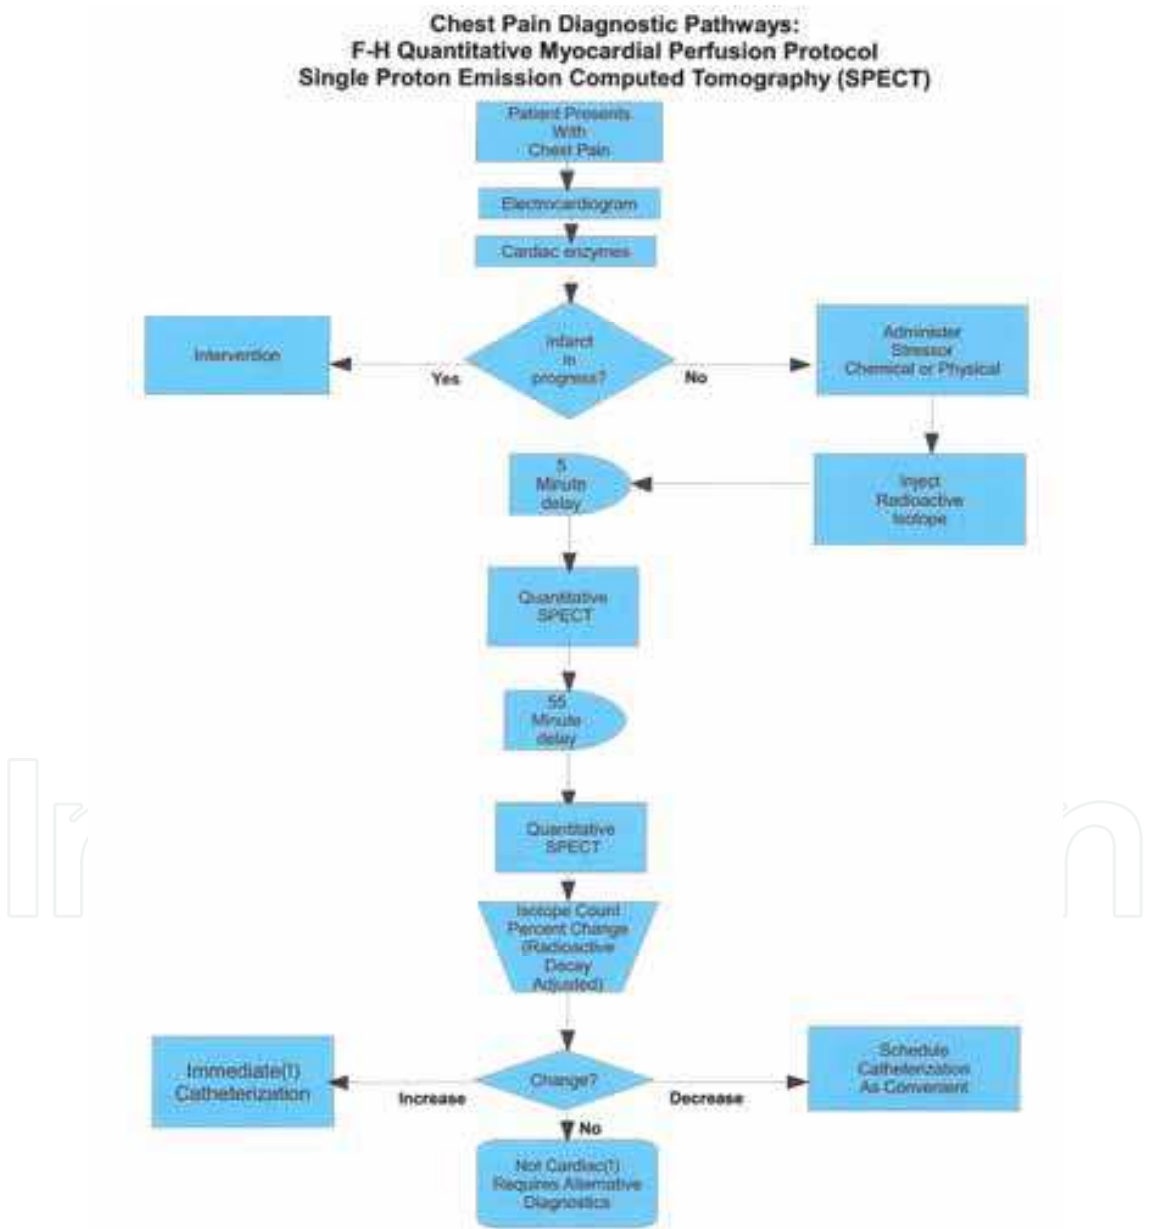 Chest Pain Diagnostic Pathways:
F-H Quantitative Myocardial Perfusion Protocol
Single Proton Emission Computed Tomography (SPECT)
Patient Presents
With
Chest Pain
Electrocardiogram
Cardiac enzymes
Infarct
in
progress?
Yes
No
Intervention
Administer
Stressor
Chemical or Physical
Inject
Radioactive
Isotope
5
Minute
delay
Quantitative
SPECT
55
Minute
delay
Quantitative
SPECT
Isotope Count
Percent Change
(Radioactive
Decay
Adjusted)
Change?
Increase
Decrease
No
Immediate(1)
Catheterization
Schedule
Catheterization
As Convenient
Not Cardiac(1)
Requires Alternative
Diagnostics